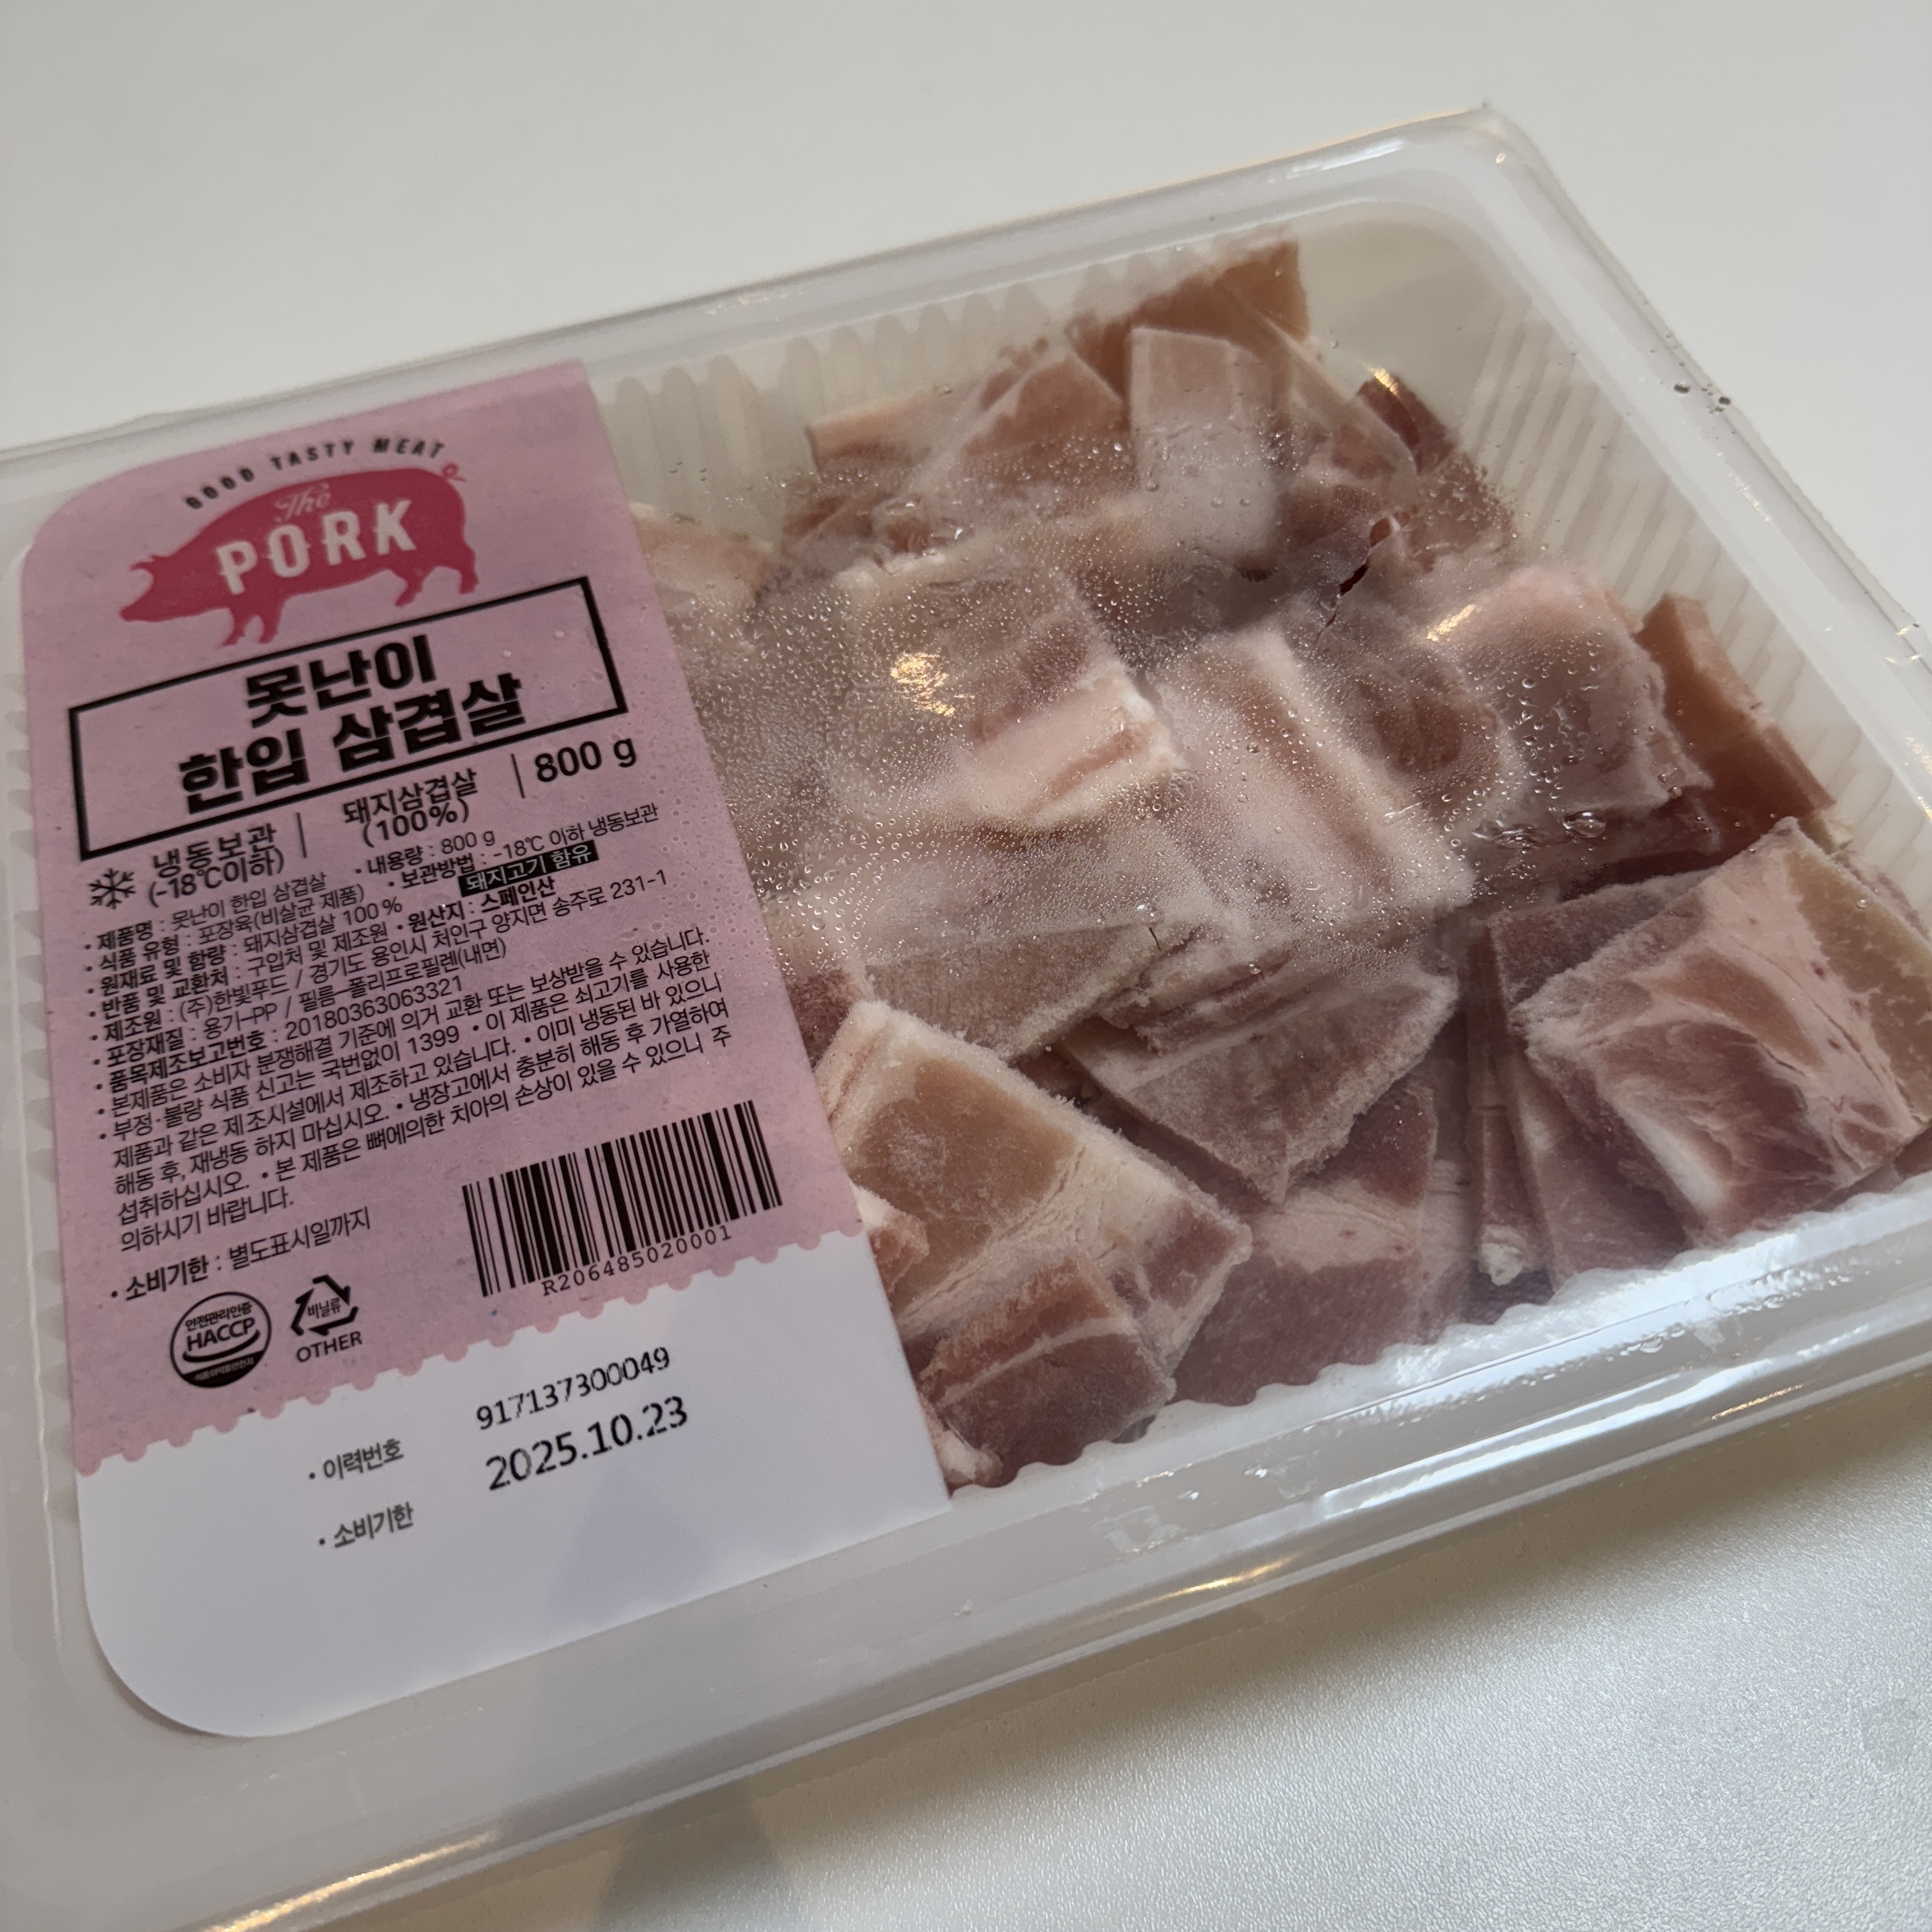 GOOD TASTY MEAT
The
PORK
못난이
한입 삼겹살
냉동보관
(-18℃이하)
돼지삼겹살
(100%)
800 g
• 제품명 : 못난이 한입 삼겹살 • 내용량 : 800 g
• 식품 유형 : 포장육(비살균 제품) • 보관방법 : -18℃ 이하 냉동보관
• 원재료 및 함량 : 돼지삼겹살 100 % 돼지고기 함유
• 반품 및 교환처 : 구입처 및 제조원 • 원산지 : 스페인산
• 제조원 : (주)한빛푸드 / 경기도 용인시 처인구 양지면 송주로 231-1
• 포장재질 : 용기-PP / 필름-폴리프로필렌(내면)
• 품목제조보고번호 : 20180363063321
• 본제품은 소비자 분쟁해결 기준에 의거 교환 또는 보상받을 수 있습니다.
• 부정·불량 식품 신고는 국번없이 1399 • 이 제품은 쇠고기를 사용한
제품과 같은 제조시설에서 제조하고 있습니다. • 이미 냉동된 바 있으니
해동 후, 재냉동 하지 마십시오. • 냉장고에서 충분히 해동 후 가열하여
섭취하십시오. • 본 제품은 뼈에의한 치아의 손상이 있을 수 있으니 주
의하시기 바랍니다.
• 소비기한 : 별도표시일까지
R206485020001
안전관리인증
HACCP
비닐류
OTHER
• 이력번호 917137300049
• 소비기한 2025.10.23